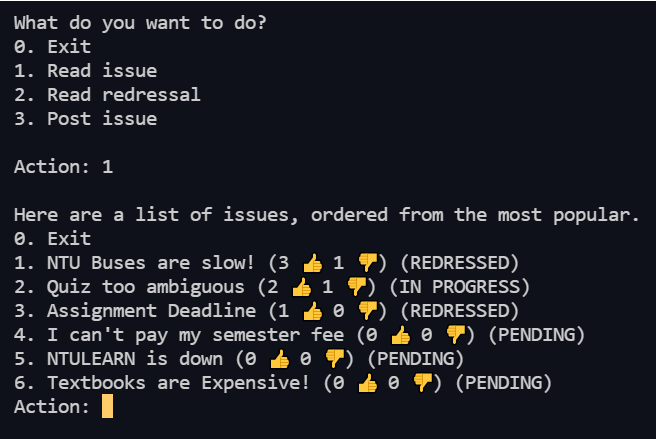 What do you want to do?
0. Exit
1. Read issue
2. Read redressal
3. Post issue
Action: 1
Here are a list of issues, ordered from the most popular.
0. Exit
1. NTU Buses are slow! (3 👍 1 👎) (REDRESSED)
2. Quiz too ambiguous (2 👍 1 👎) (IN PROGRESS)
3. Assignment Deadline (1 👍 0 👎) (REDRESSED)
4. I can't pay my semester fee (0 👍 0 👎) (PENDING)
5. NTULEARN is down (0 👍 0 👎) (PENDING)
6. Textbooks are Expensive! (0 👍 0 👎) (PENDING)
Action: